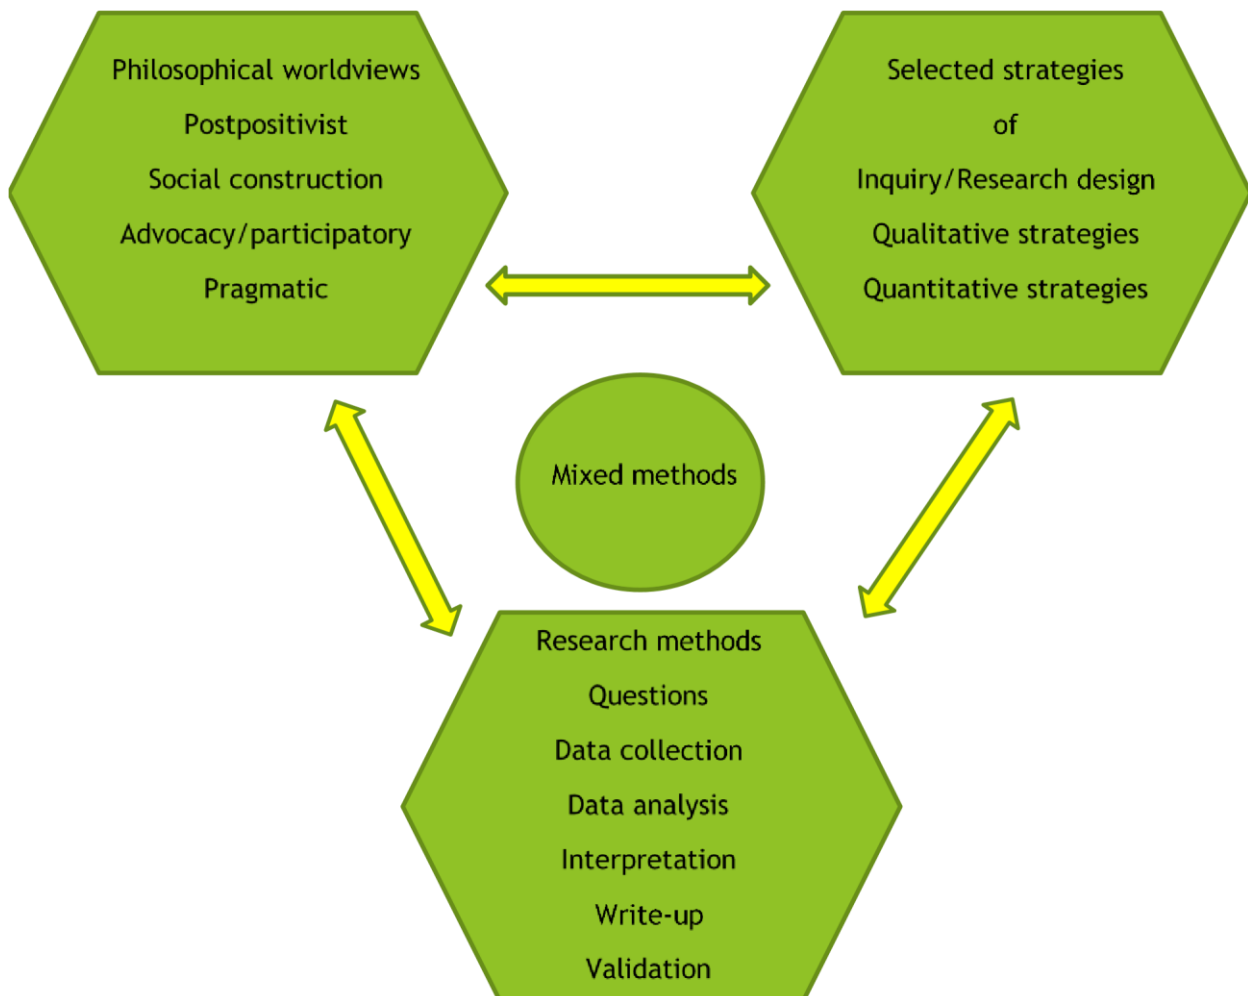 Philosophical worldviews
Postpositivist
Social construction
Advocacy/participatory
Pragmatic
Selected strategies
of
Inquiry/Research design
Qualitative strategies
Quantitative strategies
Mixed methods
Research methods
Questions
Data collection
Data analysis
Interpretation
Write-up
Validation